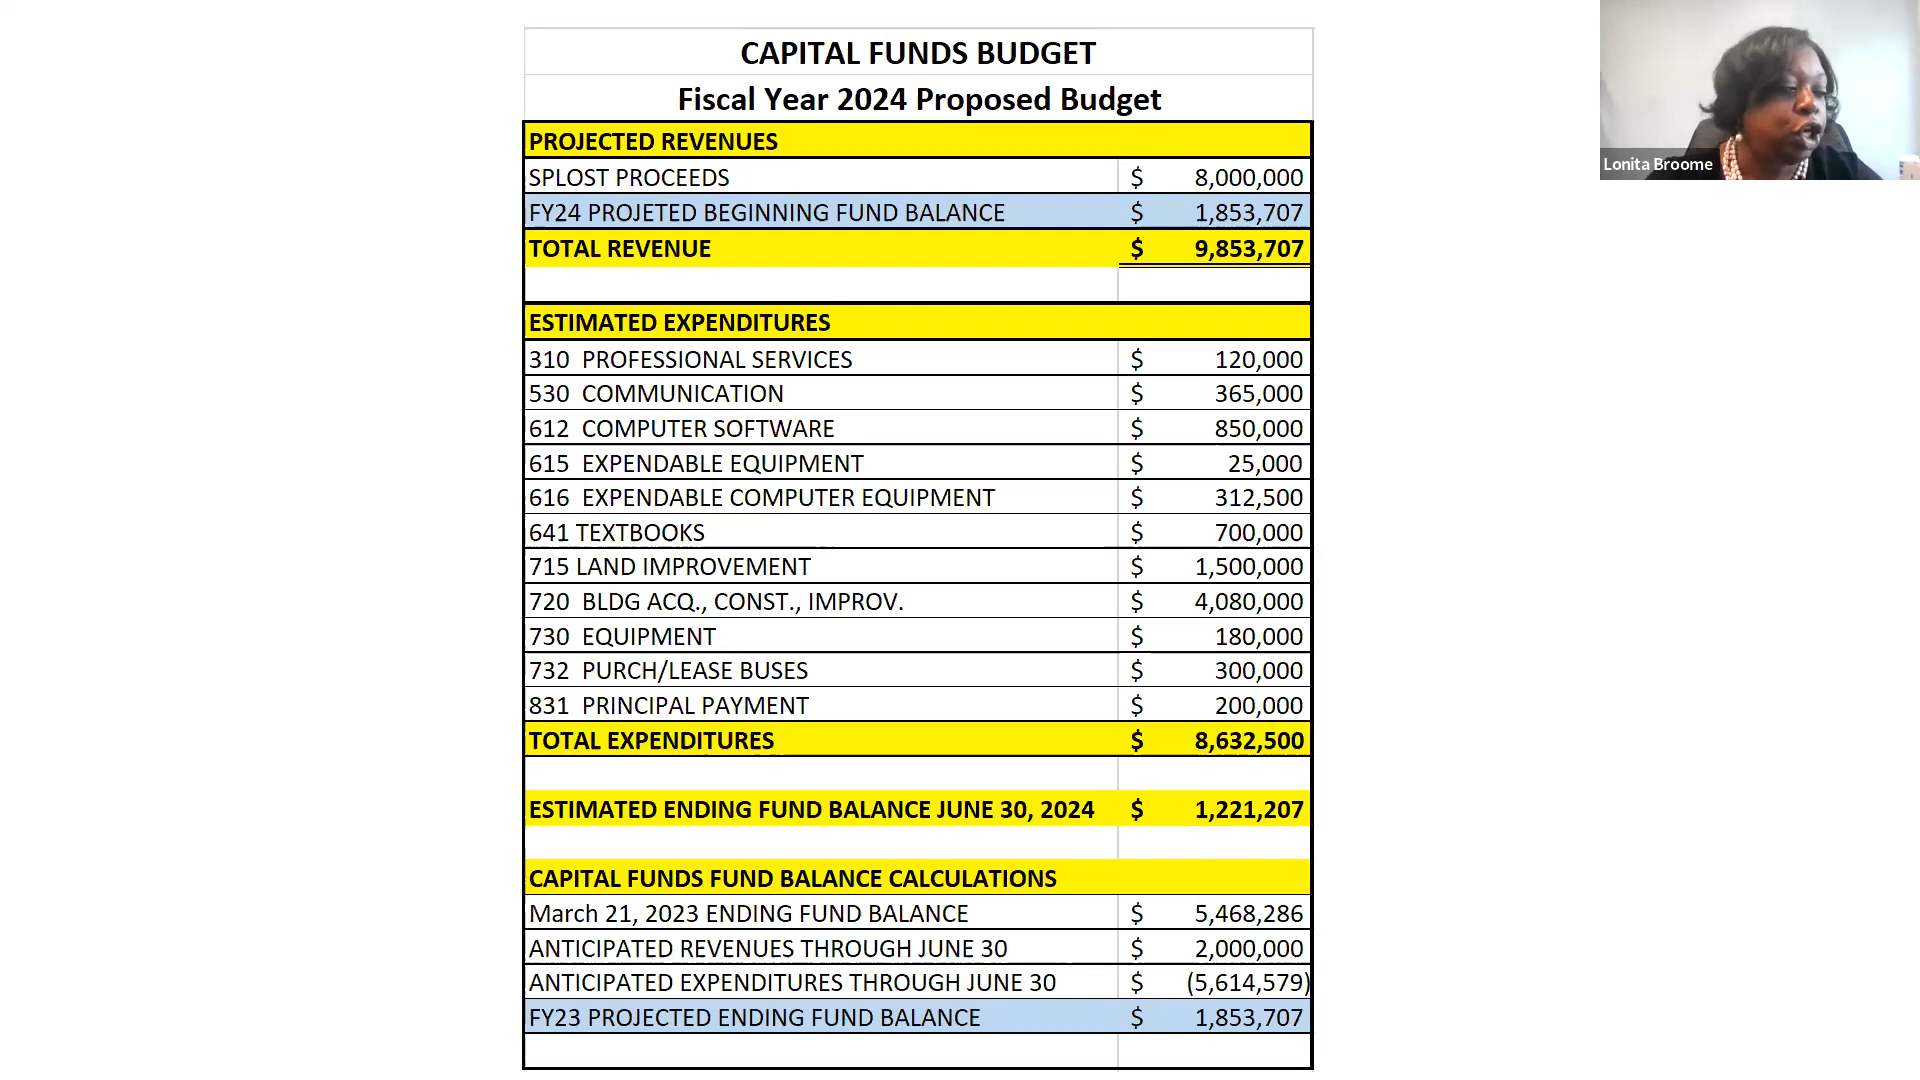 CAPITAL FUNDS BUDGET
Fiscal Year 2024 Proposed Budget
PROJECTED REVENUES
SPLOST PROCEEDS $ 8,000,000
FY24 PROJETED BEGINNING FUND BALANCE $ 1,853,707
TOTAL REVENUE $ 9,853,707
ESTIMATED EXPENDITURES
310 PROFESSIONAL SERVICES $ 120,000
530 COMMUNICATION $ 365,000
612 COMPUTER SOFTWARE $ 850,000
615 EXPENDABLE EQUIPMENT $ 25,000
616 EXPENDABLE COMPUTER EQUIPMENT $ 312,500
641 TEXTBOOKS $ 700,000
715 LAND IMPROVEMENT $ 1,500,000
720 BLDG ACQ., CONST., IMPROV. $ 4,080,000
730 EQUIPMENT $ 180,000
732 PURCH/LEASE BUSES $ 300,000
831 PRINCIPAL PAYMENT $ 200,000
TOTAL EXPENDITURES $ 8,632,500
ESTIMATED ENDING FUND BALANCE JUNE 30, 2024 $ 1,221,207
CAPITAL FUNDS FUND BALANCE CALCULATIONS
March 21, 2023 ENDING FUND BALANCE $ 5,468,286
ANTICIPATED REVENUES THROUGH JUNE 30 $ 2,000,000
ANTICIPATED EXPENDITURES THROUGH JUNE 30 $ (5,614,579)
FY23 PROJECTED ENDING FUND BALANCE $ 1,853,707
Lonita Broome